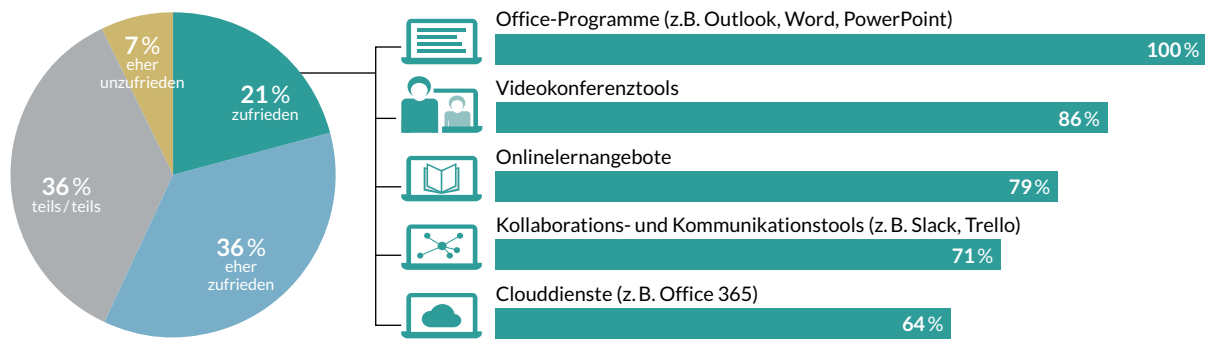 7 %
eher
unzufrieden
21 %
zufrieden
36 %
teils / teils
36 %
eher
zufrieden
Office-Programme (z.B. Outlook, Word, PowerPoint)
100 %
Videokonferenztools
86 %
Onlinelernangebote
79 %
Kollaborations- und Kommunikationstools (z. B. Slack, Trello)
71 %
Clouddienste (z. B. Office 365)
64 %